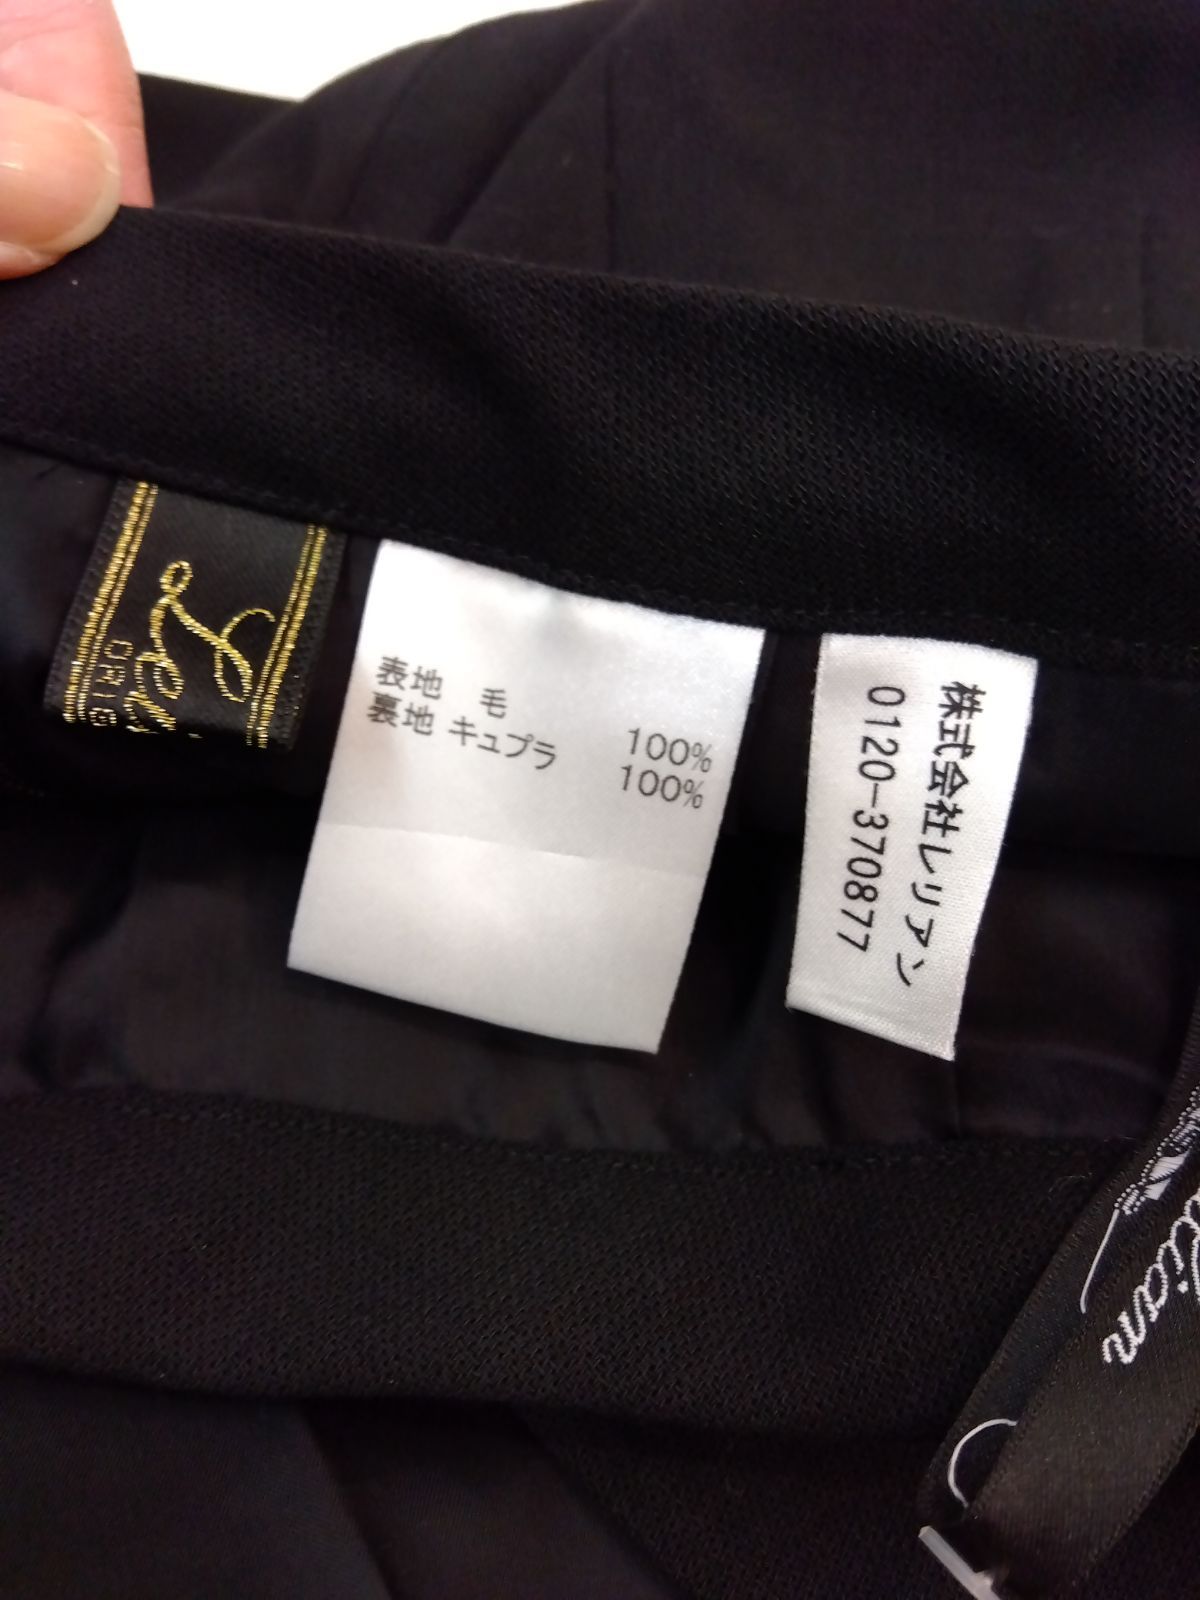 表地 毛 100%
裏地 キュプラ 100%
株式会社レリアン
0120-370877